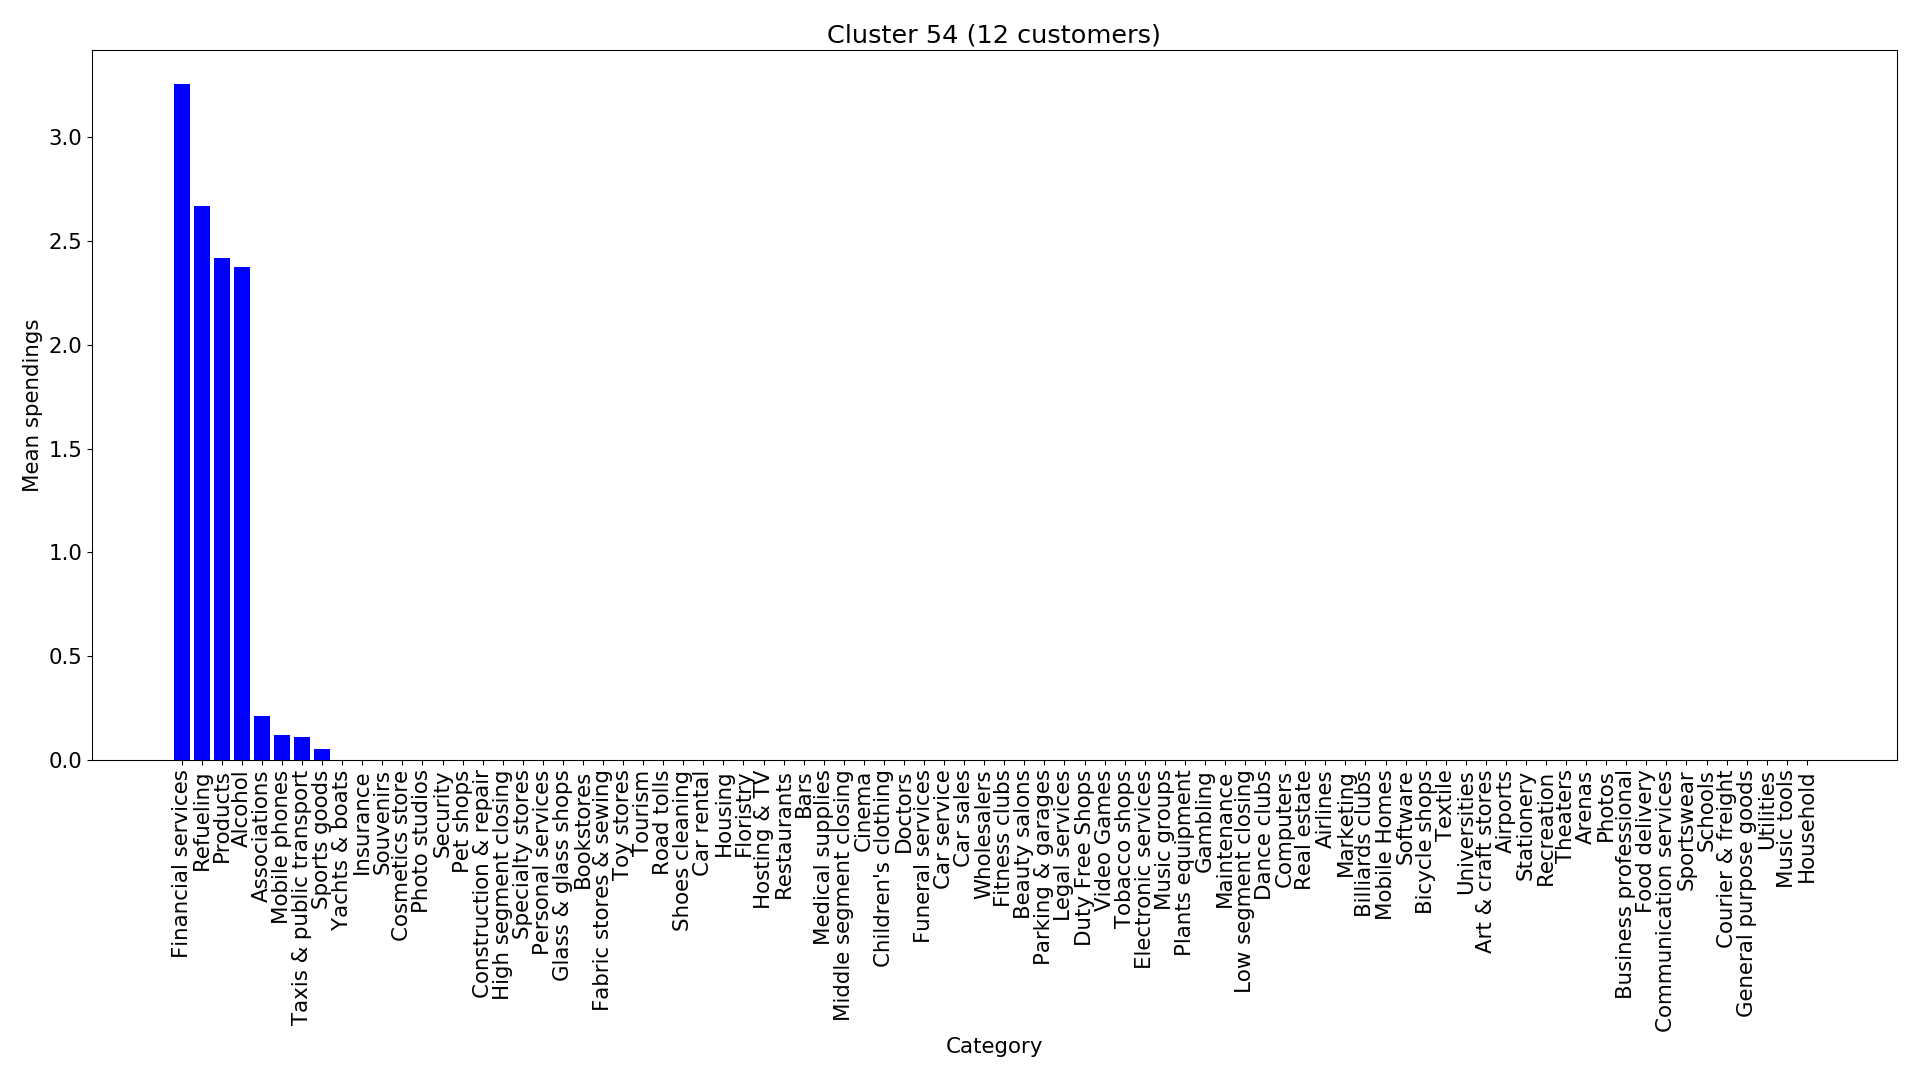 Cluster 54 (12 customers)
Mean spendings
3.0
2.5
2.0
1.5
1.0
0.5
0.0
Financial services
Refueling
Products
Alcohol
Associations
Mobile phones
Taxis & public transport
Sports goods
Yachts & boats
Insurance
Souvenirs
Cosmetics store
Photo studios
Security
Pet shops
Construction & repair
High segment closing
Specialty stores
Personal services
Glass & glass shops
Bookstores
Fabric stores & sewing
Toy stores
Tourism
Road tolls
Shoes cleaning
Car rental
Housing
Floristry
Hosting & TV
Restaurants
Bars
Medical supplies
Middle segment closing
Cinema
Children's clothing
Doctors
Funeral services
Car service
Car sales
Wholesalers
Fitness clubs
Beauty salons
Parking & garages
Legal services
Duty Free Shops
Video Games
Tobacco shops
Electronic services
Music groups
Plants equipment
Gambling
Maintenance
Low segment closing
Dance clubs
Computers
Real estate
Airlines
Marketing
Billiards clubs
Mobile Homes
Software
Bicycle shops
Textile
Universities
Art & craft stores
Airports
Stationery
Recreation
Theaters
Arenas
Photos
Business professional
Food delivery
Communication services
Sportswear
Schools
Courier & freight
General purpose goods
Utilities
Music tools
Household
Category